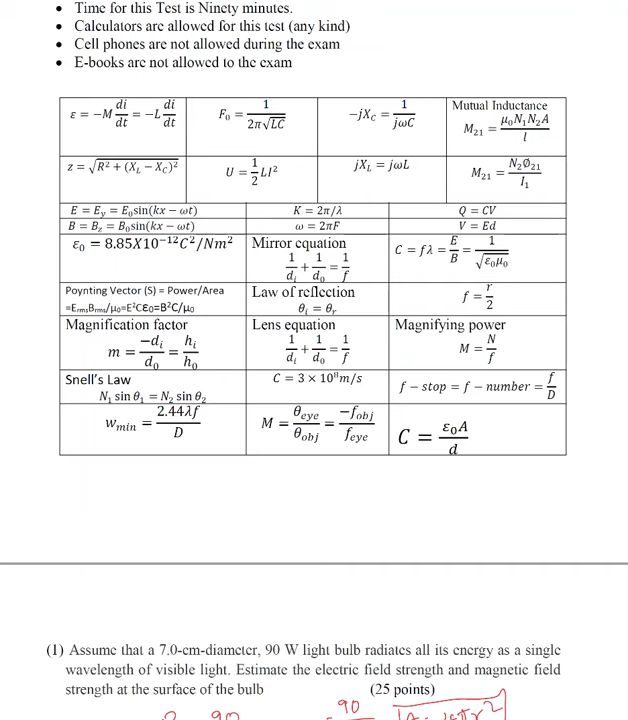 • Time for this Test is Ninety minutes.
• Calculators are allowed for this test (any kind)
• Cell phones are not allowed during the exam
• E-books are not allowed to the exam
ε = −M di/dt = −L di/dt
F₀ = 1/(2π√LC)
−jX_C = 1/(jωC)
Mutual Inductance
M₂₁ = μ₀N₁N₂A/l
z = √(R² + (X_L − X_C)²)
U = 1/2 LI²
jX_L = jωL
M₂₁ = N₂Ø₂₁/I₁
E = E_y = E₀sin(kx − ωt)
K = 2π/λ
Q = CV
B = B_z = B₀sin(kx − ωt)
ω = 2πF
V = Ed
ε₀ = 8.85X10⁻¹²C²/Nm²
Mirror equation
1/d_i + 1/d_o = 1/f
C = fλ = E/B = 1/√(ε₀μ₀)
Poynting Vector (S) = Power/Area
=E_rms B_rms/μ₀=E²Cε₀=B²C/μ₀
Law of reflection
θ_i = θ_r
f = r/2
Magnification factor
m = −d_i/d_o = h_i/h_o
Lens equation
1/d_i + 1/d_o = 1/f
Magnifying power
M = N/f
Snell's Law
N₁ sin θ₁ = N₂ sin θ₂
C = 3 × 10⁸m/s
f − stop = f − number = f/D
w_min = 2.44λf/D
M = θ_eye/θ_obj = −f_obj/f_eye
C = ε₀A/d
(1) Assume that a 7.0-cm-diameter, 90 W light bulb radiates all its energy as a single
wavelength of visible light. Estimate the electric field strength and magnetic field
strength at the surface of the bulb (25 points)
90
90